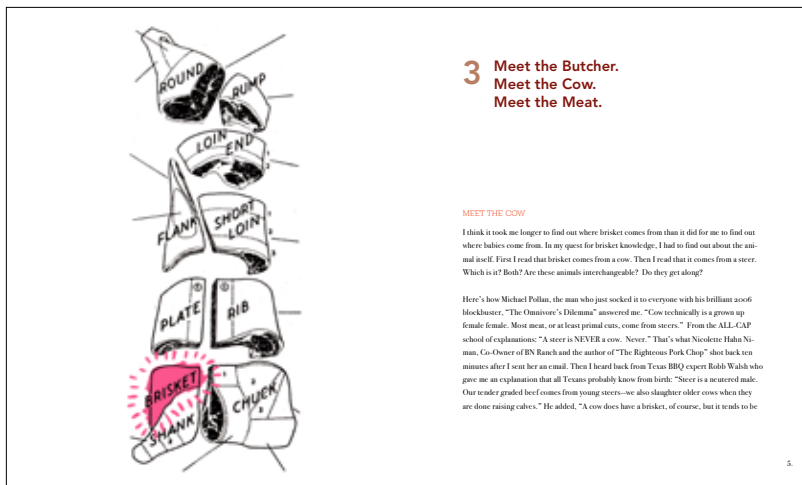 ROUND
RUMP
LOIN END
1
2
FLANK
SHORT LOIN
1
2
3
PLATE
RIB
BRISKET
1
2
3
CHUCK
SHANK
4
3 Meet the Butcher.
Meet the Cow.
Meet the Meat.
MEET THE COW
I think it took me longer to find out where brisket comes from than it did for me to find out
where babies come from. In my quest for brisket knowledge, I had to find out about the ani-
mal itself. First I read that brisket comes from a cow. Then I read that it comes from a steer.
Which is it? Both? Are these animals interchangeable? Do they get along?
Here's how Michael Pollan, the man who just socked it to everyone with his brilliant 2006
blockbuster, “The Omnivore's Dilemma” answered me. “Cow technically is a grown up
female female. Most meat, or at least primal cuts, come from steers.” From the ALL-CAP
school of explanations: “A steer is NEVER a cow. Never.” That's what Nicolette Hahn Ni-
man, Co-Owner of BN Ranch and the author of “The Righteous Pork Chop” shot back ten
minutes after I sent her an email. Then I heard back from Texas BBQ expert Robb Walsh who
gave me an explanation that all Texans probably know from birth: “Steer is a neutered male.
Our tender graded beef comes from young steers--we also slaughter older cows when they
are done raising calves.” He added, “A cow does have a brisket, of course, but it tends to be
5.